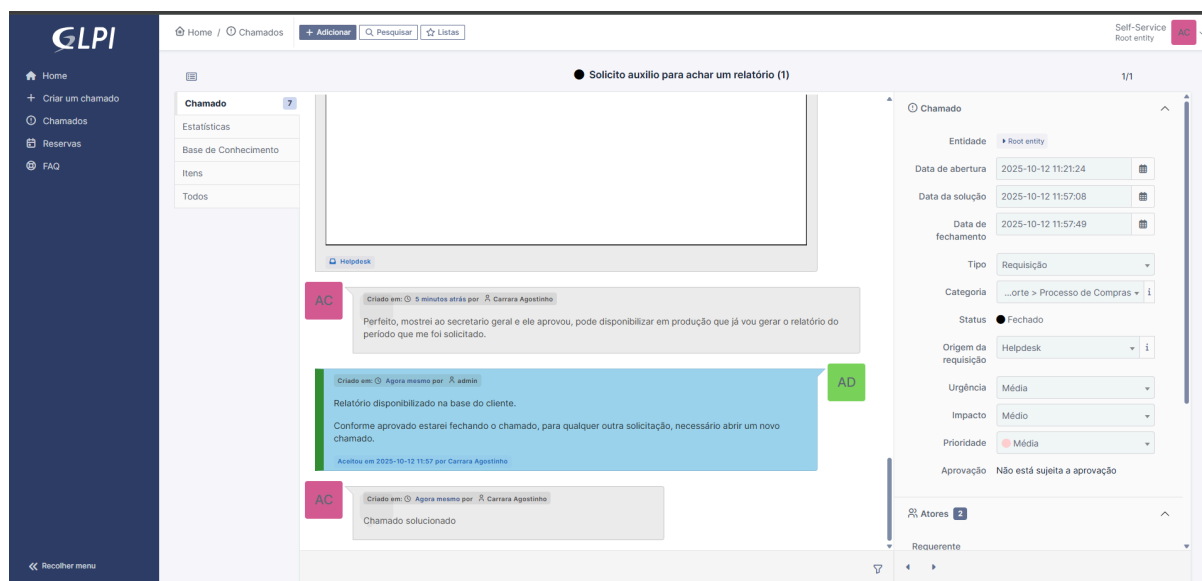 GLPI
Home / Chamados
+ Adicionar
Pesquisar
Listas
Self-Service
Root entity
AC
Home
+ Criar um chamado
Chamados
Reservas
FAQ
Recolher menu
Solicito auxilio para achar um relatório (1)
1/1
Chamado 7
Estatísticas
Base de Conhecimento
Itens
Todos
Helpdesk
AC
Criado em: 5 minutos atrás por Carrara Agostinho
Perfeito, mostrei ao secretario geral e ele aprovou, pode disponibilizar em produção que já vou gerar o relatório do
período que me foi solicitado.
AD
Criado em: Agora mesmo por admin
Relatório disponibilizado na base do cliente.
Conforme aprovado estarei fechando o chamado, para qualquer outra solicitação, necessário abrir um novo
chamado.
Aceitou em 2025-10-12 11:57 por Carrara Agostinho
AC
Criado em: Agora mesmo por Carrara Agostinho
Chamado solucionado
Chamado
Entidade Root entity
Data de abertura 2025-10-12 11:21:24
Data da solução 2025-10-12 11:57:08
Data de
fechamento
2025-10-12 11:57:49
Tipo Requisição
Categoria ...orte > Processo de Compras i
Status Fechado
Origem da
requisição
Helpdesk i
Urgência Média
Impacto Médio
Prioridade Média
Aprovação Não está sujeita a aprovação
Atores 2
Requerente